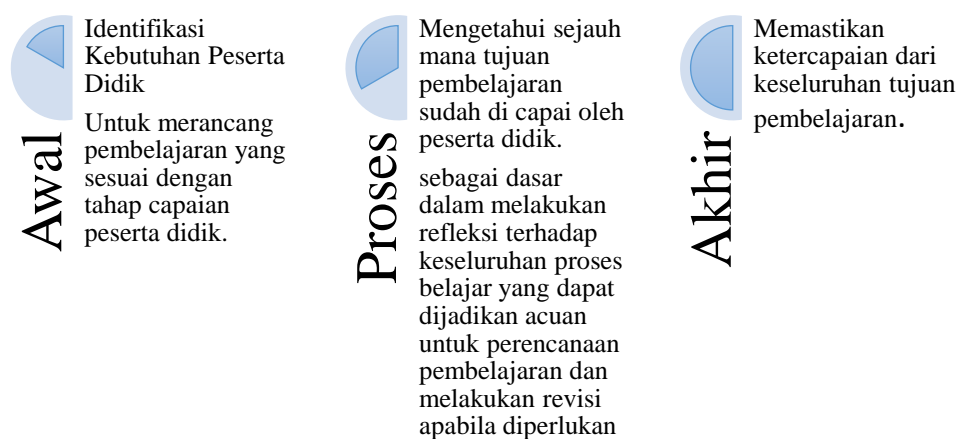 Awal
Identifikasi
Kebutuhan Peserta
Didik
Untuk merancang
pembelajaran yang
sesuai dengan
tahap capaian
peserta didik.
Proses
Mengetahui sejauh
mana tujuan
pembelajaran
sudah di capai oleh
peserta didik.
sebagai dasar
dalam melakukan
refleksi terhadap
keseluruhan proses
belajar yang dapat
dijadikan acuan
untuk perencanaan
pembelajaran dan
melakukan revisi
apabila diperlukan
Akhir
Memastikan
ketercapaian dari
keseluruhan tujuan
pembelajaran.